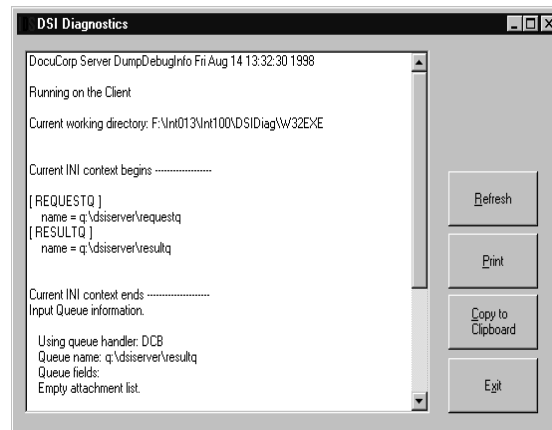 DSI Diagnostics
DocuCorp Server DumpDebugInfo Fri Aug 14 13:32:30 1998
Running on the Client
Current working directory: F:\Int013\Int100\DSIDiag\W32EXE
Current INI context begins ------------------
[ REQUESTQ ]
name = q:\dsiserver\requestq
[ RESULTQ ]
name = q:\dsiserver\resultq
Current INI context ends --------------------
Input Queue information.
Using queue handler: DCB
Queue name: q:\dsiserver\resultq
Queue fields:
Empty attachment list.
Refresh
Print
Copy to
Clipboard
Exit